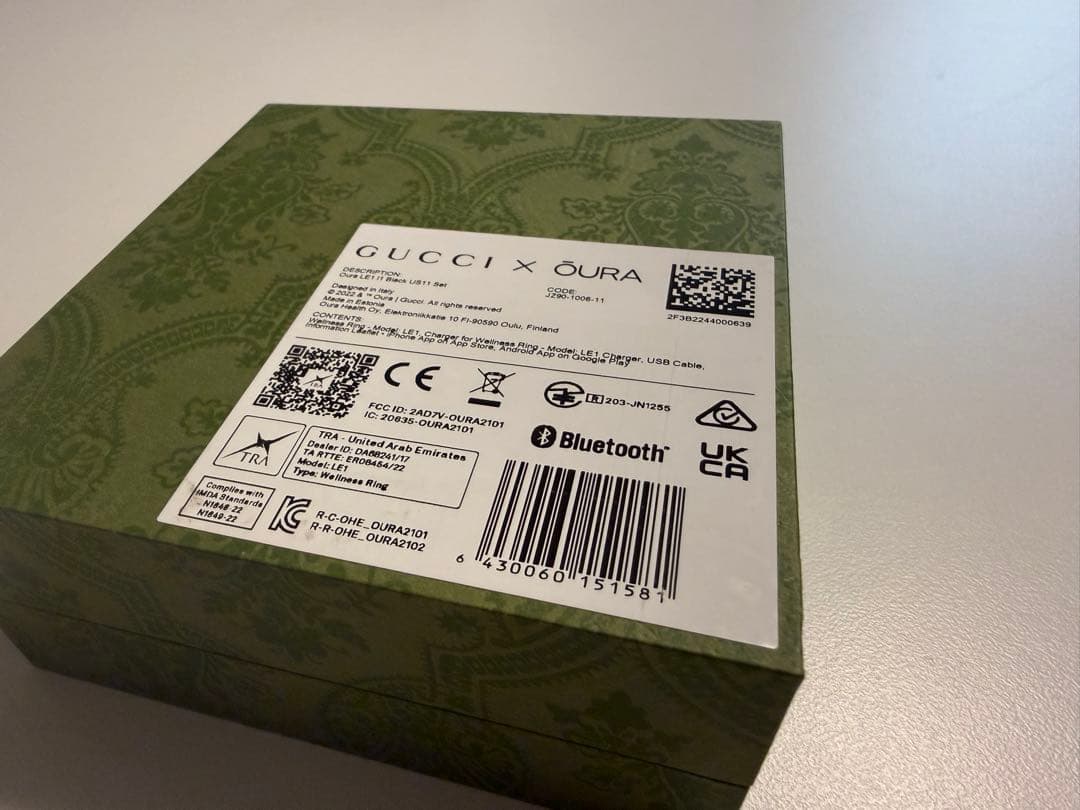 GUCCI × ŌURA
DESCRIPTION:
Oura LE1 I1 Black US11 Set
CODE:
JZ90-1006-11
2F3B2244000639
Designed in Italy
© 2022 & ™ Oura | Gucci. All rights reserved
Made in Estonia
Oura Health Oy, Elektroniikkatie 10 FI-90590 Oulu, Finland
CONTENTS:
Wellness Ring - Model: LE1, Charger for Wellness Ring - Model: LE1 Charger, USB Cable,
Information Leaflet • iPhone App on App Store, Android App on Google Play
TRA
CE
FCC ID: 2AD7V-OURA2101
IC: 20635-OURA2101
R 203-JN1255
Bluetooth
UK
CA
TRA
TRA - United Arab Emirates
Dealer ID: DA68241/17
TA RTTE: ER08454/22
Model: LE1
Type: Wellness Ring
Complies with
IMDA Standards
N1648-22
N1649-22
R-C-OHE_OURA2101
R-R-OHE_OURA2102
6 430060 151581